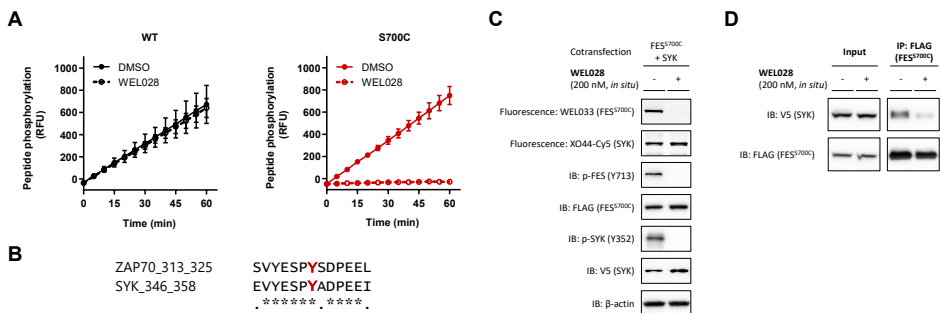 A
WT
DMSO
WEL028
Peptide phosphorylation
(RFU)
1000
800
600
400
200
0
0 15 30 45 60
Time (min)
S700C
DMSO
WEL028
Peptide phosphorylation
(RFU)
1000
800
600
400
200
0
0 15 30 45 60
Time (min)
B
ZAP70_313_325 SVYESPYSDPEEL
SYK_346_358 EVYESPYADPEEI
.******.****.
C
Cotransfection
FES^S700C
+ SYK
WEL028
(200 nM, in situ)
- +
Fluorescence: WEL033 (FES^S700C)
Fluorescence: XO44-Cy5 (SYK)
IB: p-FES (Y713)
IB: FLAG (FES^S700C)
IB: p-SYK (Y352)
IB: V5 (SYK)
IB: β-actin
D
Input
IP: FLAG
(FES^S700C)
WEL028
(200 nM, in situ)
- + - +
IB: V5 (SYK)
IB: FLAG (FES^S700C)